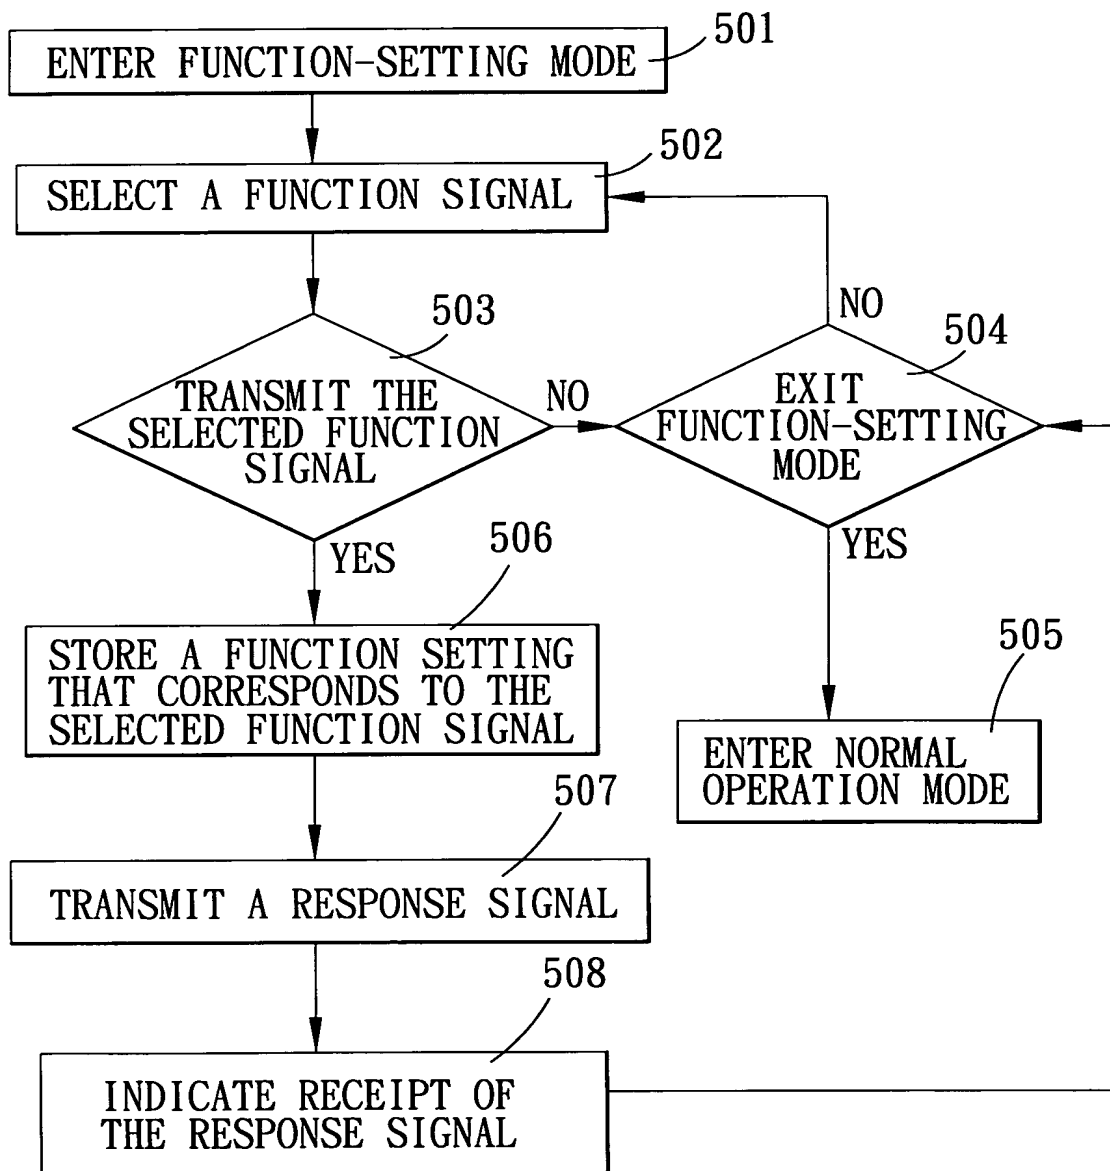 501
ENTER FUNCTION-SETTING MODE
502
SELECT A FUNCTION SIGNAL
503
TRANSMIT THE
SELECTED FUNCTION
SIGNAL
NO
YES
NO
504
EXIT
FUNCTION-SETTING
MODE
YES
506
STORE A FUNCTION SETTING
THAT CORRESPONDS TO THE
SELECTED FUNCTION SIGNAL
505
ENTER NORMAL
OPERATION MODE
507
TRANSMIT A RESPONSE SIGNAL
508
INDICATE RECEIPT OF
THE RESPONSE SIGNAL